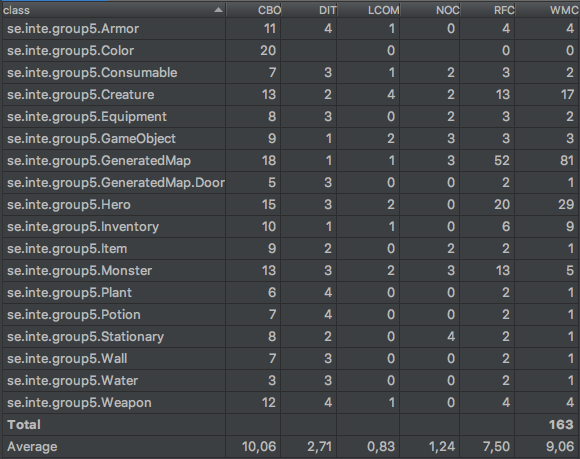 class CBO DIT LCOM NOC RFC WMC
se.inte.group5.Armor 11 4 1 0 4 4
se.inte.group5.Color 20 0 0 0
se.inte.group5.Consumable 7 3 1 2 3 2
se.inte.group5.Creature 13 2 4 2 13 17
se.inte.group5.Equipment 8 3 0 2 3 2
se.inte.group5.GameObject 9 1 2 3 3 3
se.inte.group5.GeneratedMap 18 1 1 3 52 81
se.inte.group5.GeneratedMap.Door 5 3 0 0 2 1
se.inte.group5.Hero 15 3 2 0 20 29
se.inte.group5.Inventory 10 1 1 0 6 9
se.inte.group5.Item 9 2 0 2 2 1
se.inte.group5.Monster 13 3 2 3 13 5
se.inte.group5.Plant 6 4 0 0 2 1
se.inte.group5.Potion 7 4 0 0 2 1
se.inte.group5.Stationary 8 2 0 4 2 1
se.inte.group5.Wall 7 3 0 0 2 1
se.inte.group5.Water 3 3 0 0 2 1
se.inte.group5.Weapon 12 4 1 0 4 4
Total 163
Average 10,06 2,71 0,83 1,24 7,50 9,06